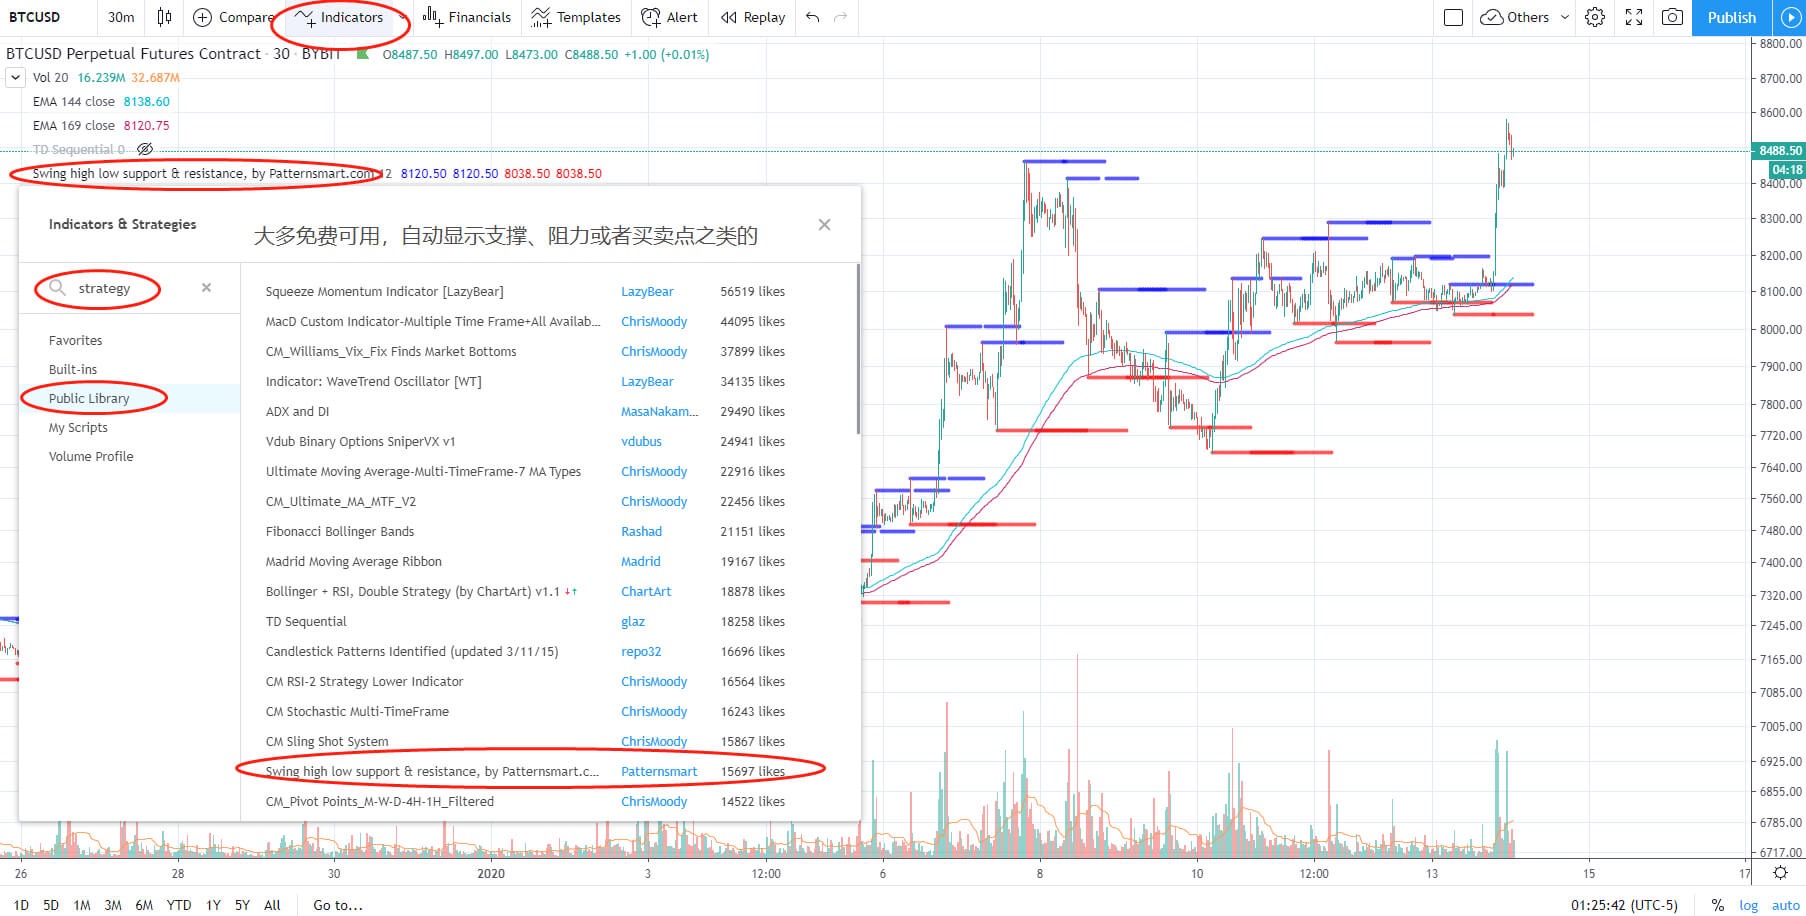 BTCUSD 30m Compare Indicators Financials Templates Alert Replay Others Publish
BTCUSD Perpetual Futures Contract · 30 · BYBIT O8487.50 H8497.00 L8473.00 C8488.50 +1.00 (+0.01%)
Vol 20 16.239M 32.687M
EMA 144 close 8138.60
EMA 169 close 8120.75
TD Sequential 0
Swing high low support & resistance, by Patternsmart.com 12 8120.50 8120.50 8038.50 8038.50
Indicators & Strategies
大多免费可用，自动显示支撑、阻力或者买卖点之类的
strategy
Favorites
Built-ins
Public Library
My Scripts
Volume Profile
Squeeze Momentum Indicator [LazyBear] LazyBear 56519 likes
MacD Custom Indicator-Multiple Time Frame+All Availab... ChrisMoody 44095 likes
CM_Williams_Vix_Fix Finds Market Bottoms ChrisMoody 37899 likes
Indicator: WaveTrend Oscillator [WT] LazyBear 34135 likes
ADX and DI MasaNakam... 29490 likes
Vdub Binary Options SniperVX v1 vdubus 24941 likes
Ultimate Moving Average-Multi-TimeFrame-7 MA Types ChrisMoody 22916 likes
CM_Ultimate_MA_MTF_V2 ChrisMoody 22456 likes
Fibonacci Bollinger Bands Rashad 21151 likes
Madrid Moving Average Ribbon Madrid 19167 likes
Bollinger + RSI, Double Strategy (by ChartArt) v1.1 ChartArt 18878 likes
TD Sequential glaz 18258 likes
Candlestick Patterns Identified (updated 3/11/15) repo32 16696 likes
CM RSI-2 Strategy Lower Indicator ChrisMoody 16564 likes
CM Stochastic Multi-TimeFrame ChrisMoody 16243 likes
CM Sling Shot System ChrisMoody 15867 likes
Swing high low support & resistance, by Patternsmart.c... Patternsmart 15697 likes
CM_Pivot Points_M-W-D-4H-1H_Filtered ChrisMoody 14522 likes
8800.00
8700.00
8600.00
8488.50
04:18
8400.00
8300.00
8200.00
8100.00
8000.00
7900.00
7800.00
7720.00
7640.00
7560.00
7480.00
7400.00
7320.00
7245.00
7165.00
7085.00
7005.00
6925.00
6855.00
6785.00
6717.00
26 28 30 2020 3 12:00 6 8 10 12:00 13 15 17
1D 5D 1M 3M 6M YTD 1Y 5Y All Go to... 01:25:42 (UTC-5) % log auto